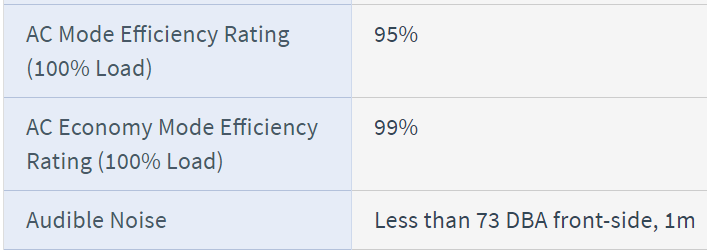 AC Mode Efficiency Rating 95%
(100% Load)
AC Economy Mode Efficiency 99%
Rating (100% Load)
Audible Noise Less than 73 DBA front-side, 1m